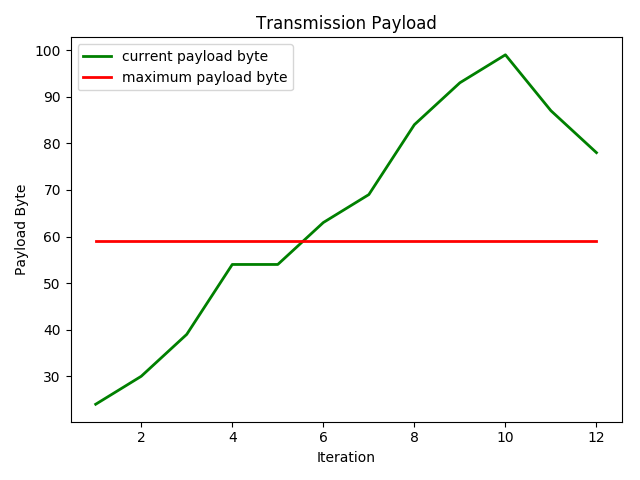 Transmission Payload
current payload byte
maximum payload byte
100
90
80
70
60
50
40
30
Payload Byte
2 4 6 8 10 12
Iteration